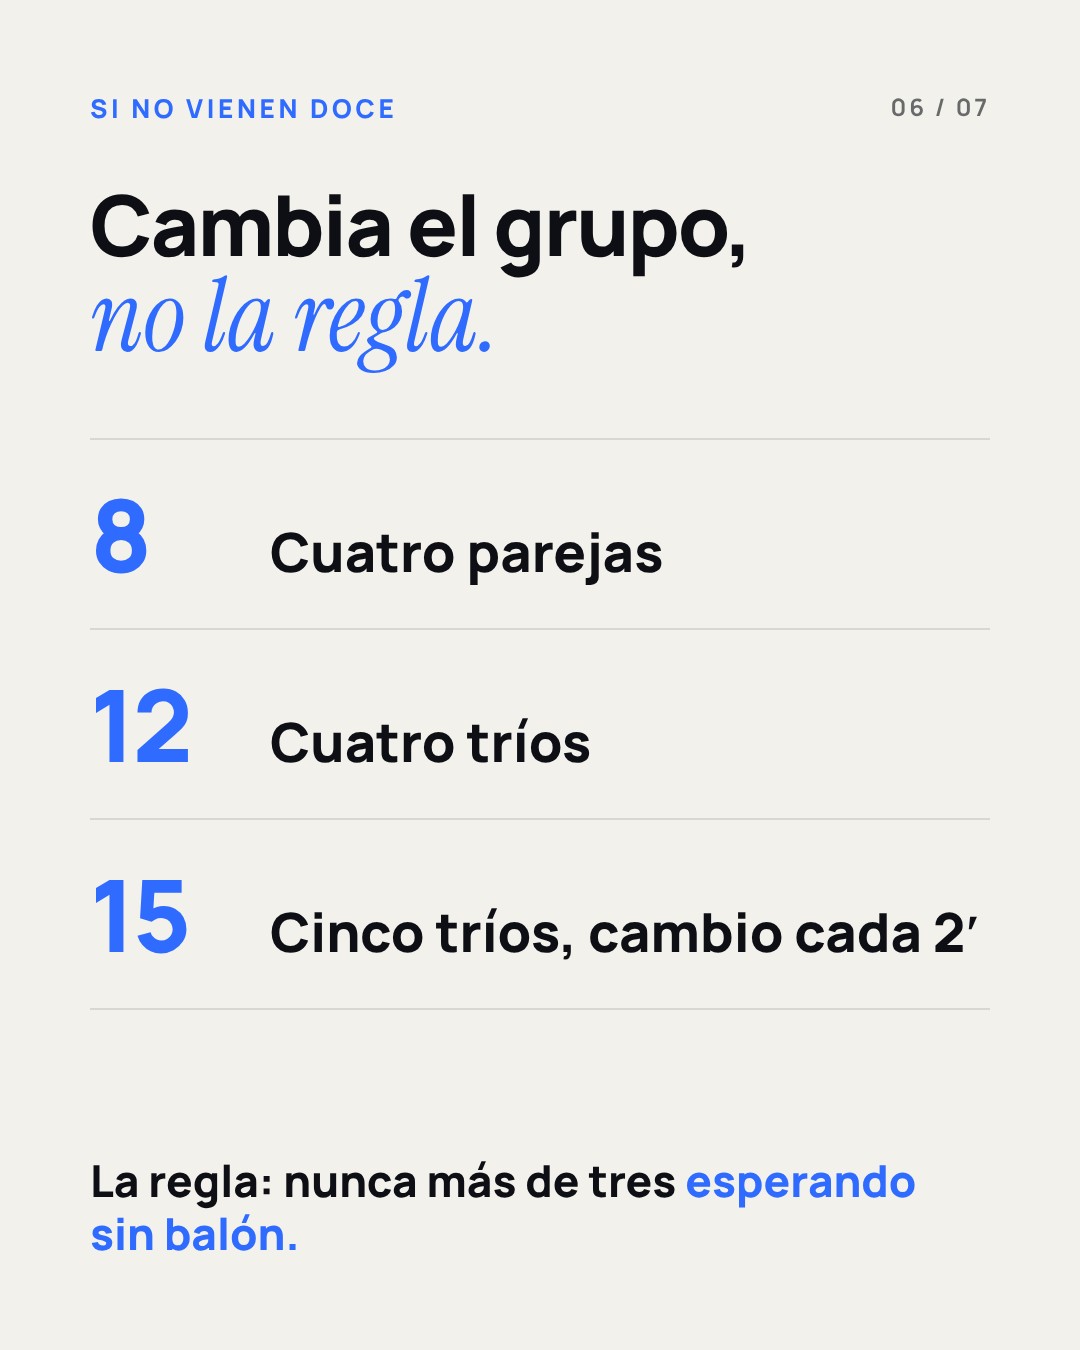 SI NO VIENEN DOCE
06 / 07
Cambia el grupo,
no la regla.
8
Cuatro parejas
12
Cuatro tríos
15
Cinco tríos, cambio cada 2′
La regla: nunca más de tres esperando
sin balón.